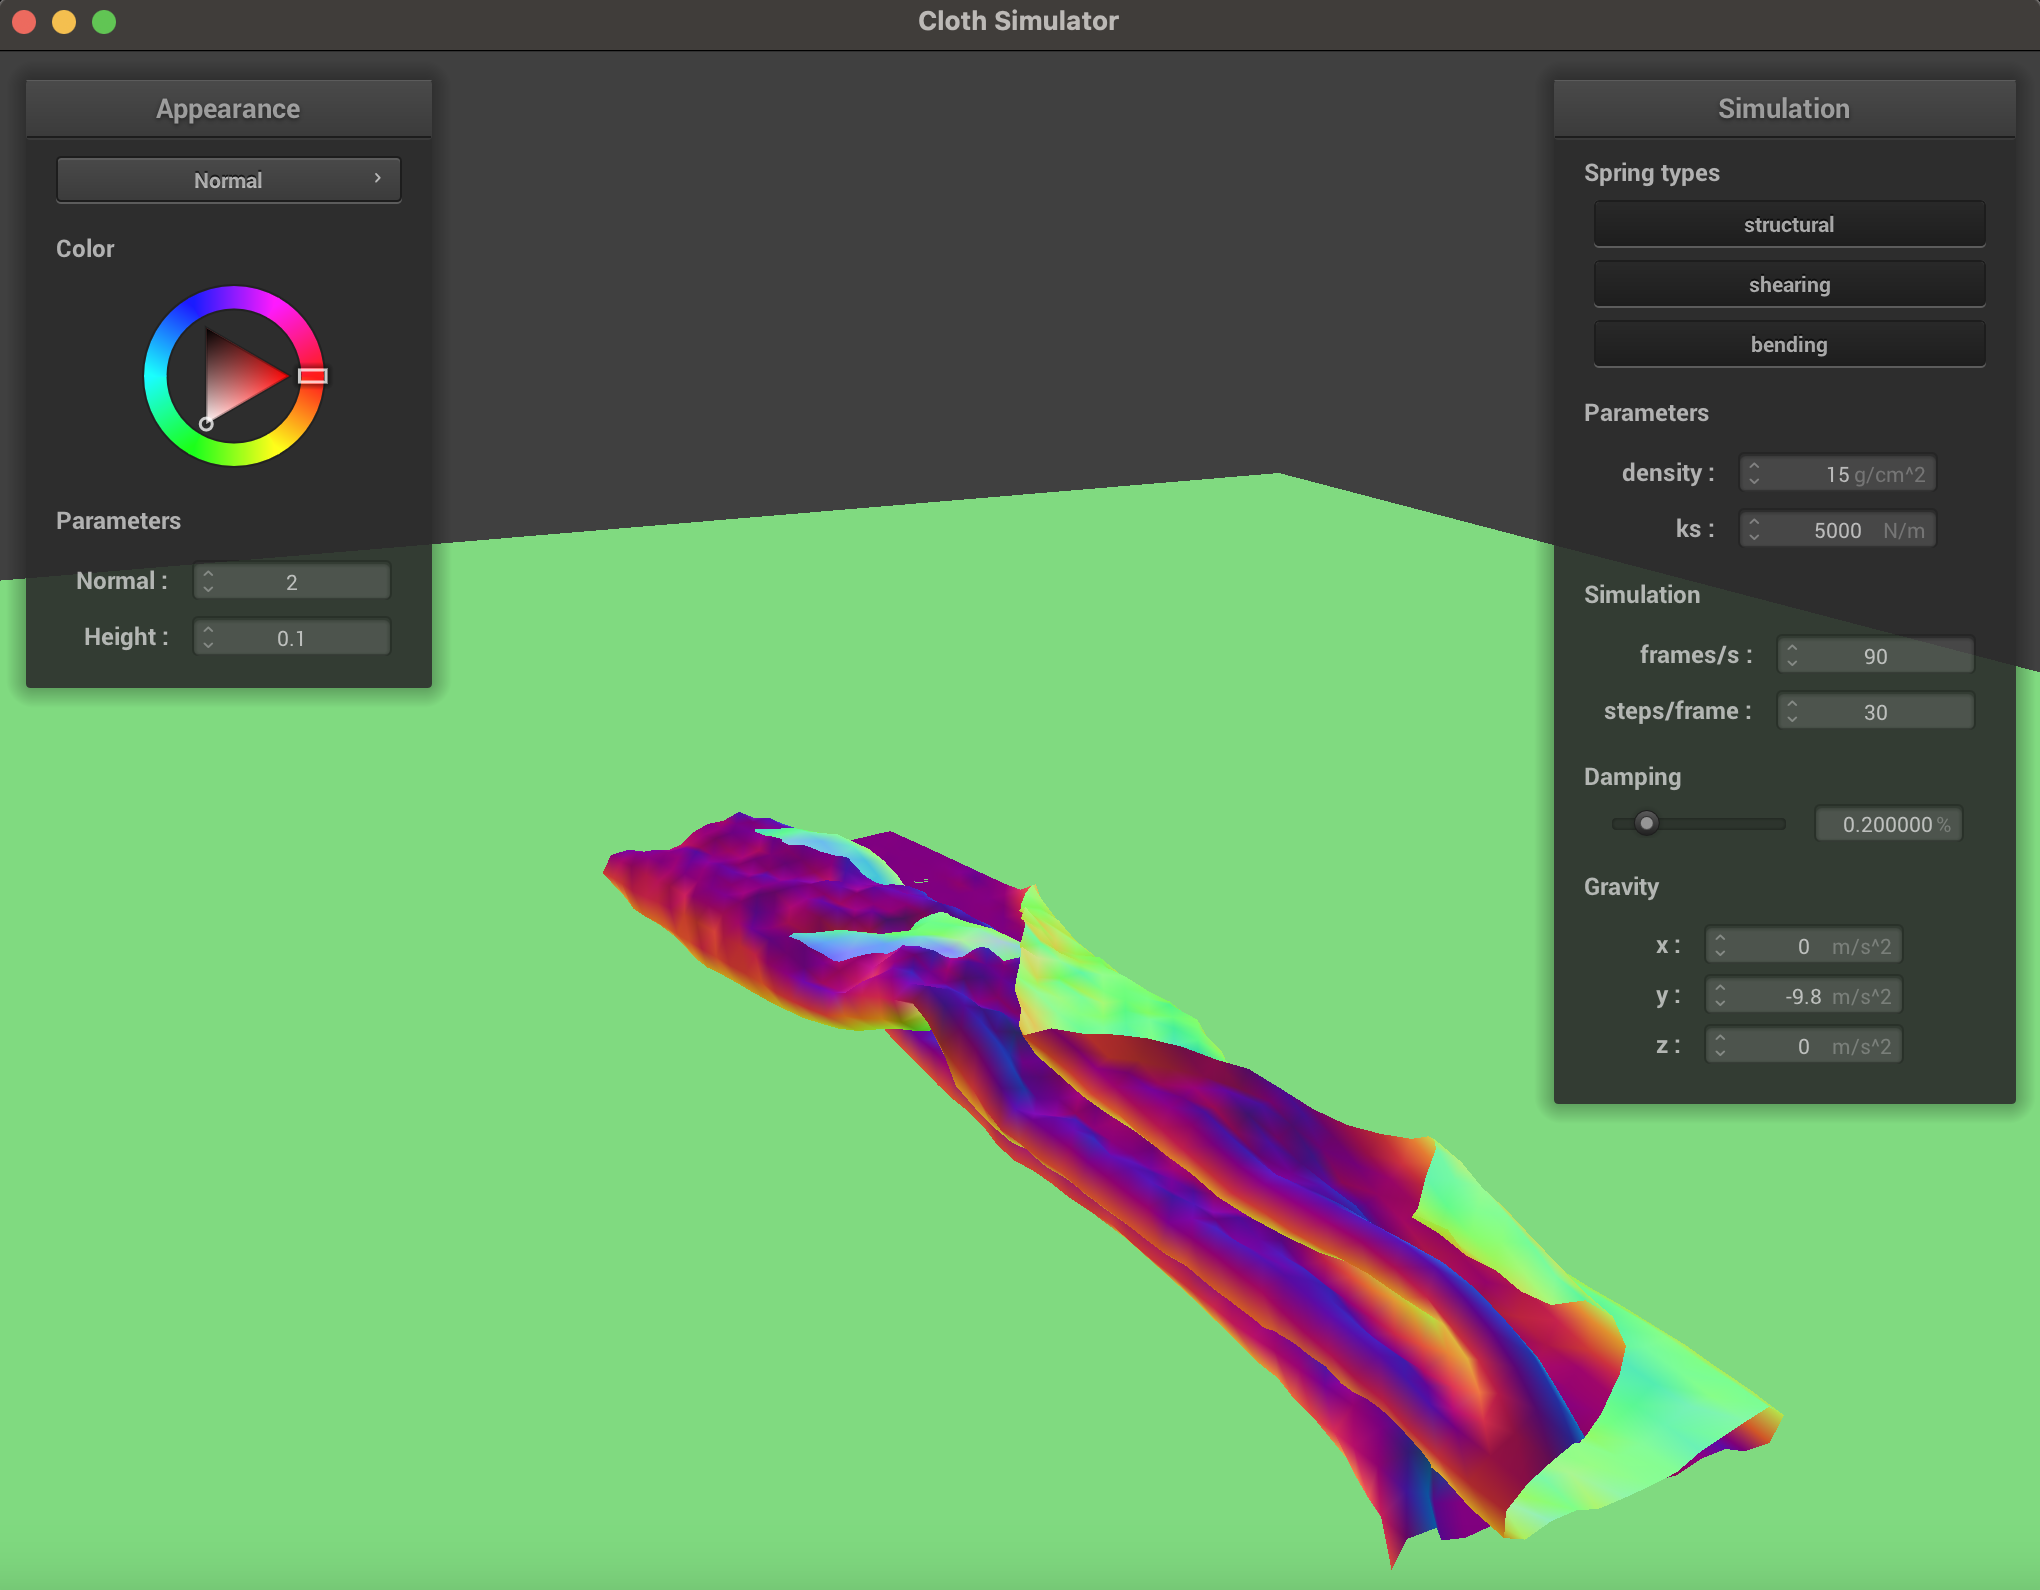 Cloth Simulator
Appearance
Normal
Color
Parameters
Normal : 2
Height : 0.1
Simulation
Spring types
structural
shearing
bending
Parameters
density : 15 g/cm^2
ks : 5000 N/m
Simulation
frames/s : 90
steps/frame : 30
Damping
0.200000 %
Gravity
x : 0 m/s^2
y : -9.8 m/s^2
z : 0 m/s^2